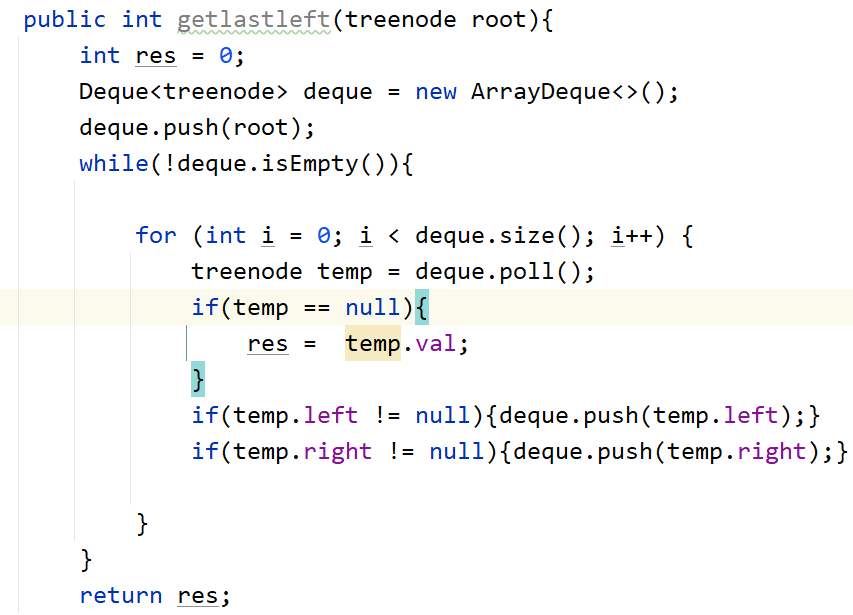 public int getlastleft(treenode root){
int res = 0;
Deque<treenode> deque = new ArrayDeque<>();
deque.push(root);
while(!deque.isEmpty()){
for (int i = 0; i < deque.size(); i++) {
treenode temp = deque.poll();
if(temp == null){
res =  temp.val;
}
if(temp.left != null){deque.push(temp.left);}
if(temp.right != null){deque.push(temp.right);}
}
}
return res;